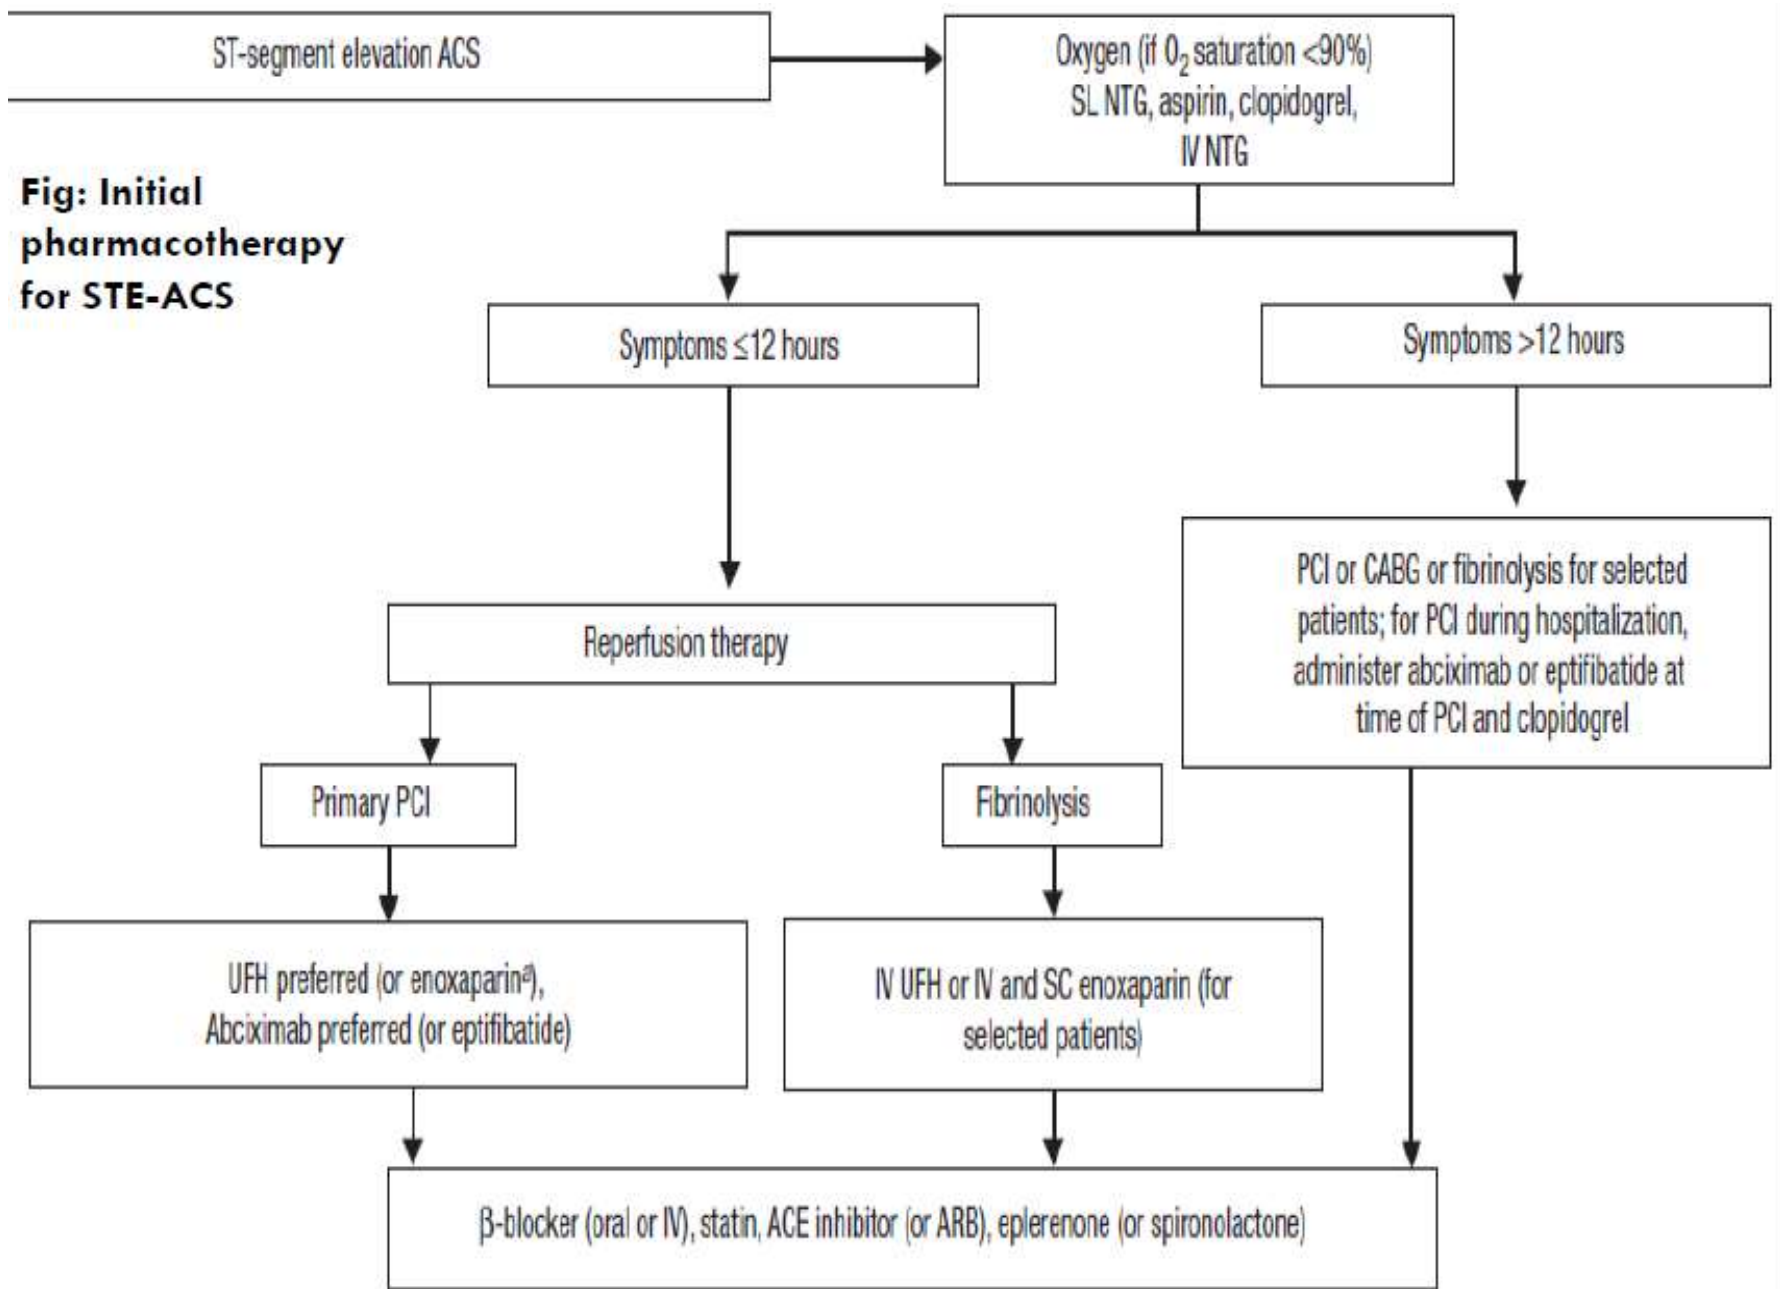 ST-segment elevation ACS
Oxygen (if O₂ saturation <90%)
SL NTG, aspirin, clopidogrel,
IV NTG
Fig: Initial
pharmacotherapy
for STE-ACS
Symptoms ≤12 hours
Symptoms >12 hours
Reperfusion therapy
PCI or CABG or fibrinolysis for selected
patients; for PCI during hospitalization,
administer abciximab or eptifibatide at
time of PCI and clopidogrel
Primary PCI
Fibrinolysis
UFH preferred (or enoxaparinᵃ),
Abciximab preferred (or eptifibatide)
IV UFH or IV and SC enoxaparin (for
selected patients)
β-blocker (oral or IV), statin, ACE inhibitor (or ARB), eplerenone (or spironolactone)